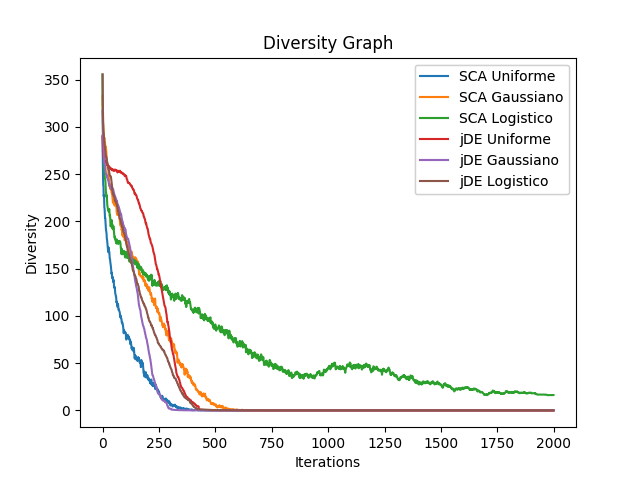 Diversity Graph
SCA Uniforme
SCA Gaussiano
SCA Logistico
jDE Uniforme
jDE Gaussiano
jDE Logistico
350
300
250
200
150
100
50
0
Diversity
0 250 500 750 1000 1250 1500 1750 2000
Iterations